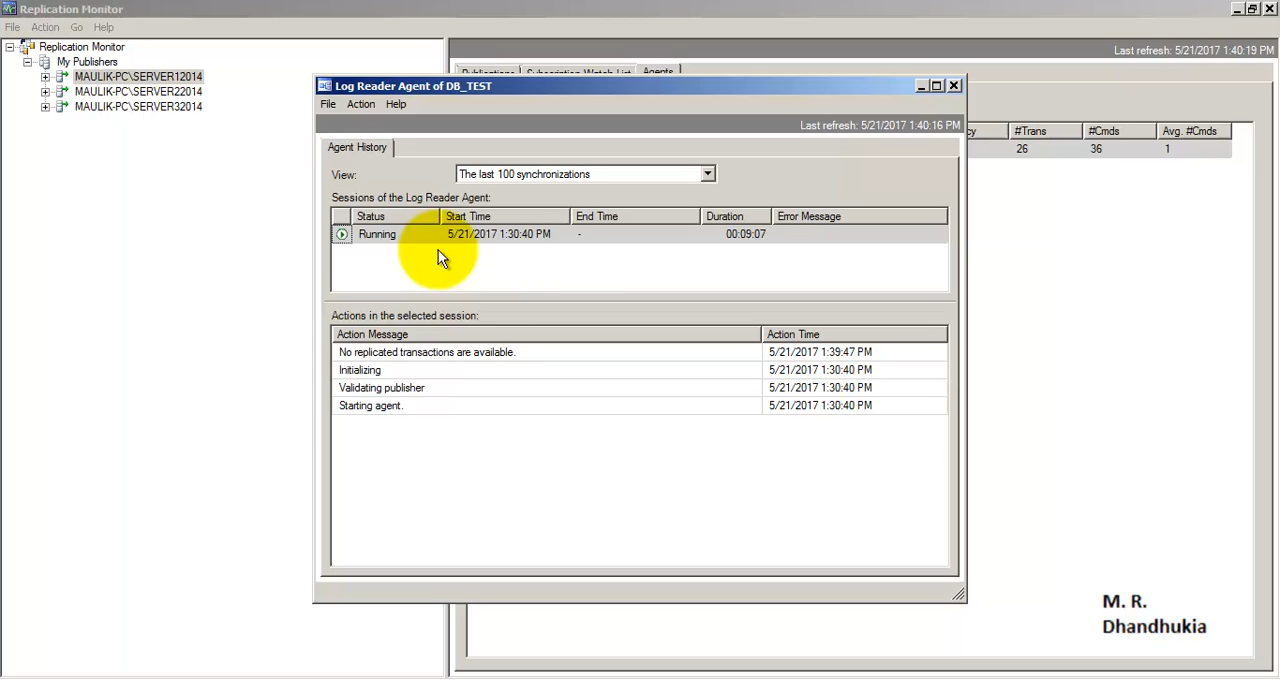 Replication Monitor
File Action Go Help
Replication Monitor
My Publishers
MAULIK-PC\SERVER12014
MAULIK-PC\SERVER22014
MAULIK-PC\SERVER32014
Last refresh: 5/21/2017 1:40:19 PM
Publications Subscription Watch List Agents
#Trans #Cmds Avg. #Cmds
26 36 1
Log Reader Agent of DB_TEST
File Action Help
Last refresh: 5/21/2017 1:40:16 PM
Agent History
View: The last 100 synchronizations
Sessions of the Log Reader Agent:
Status Start Time End Time Duration Error Message
Running 5/21/2017 1:30:40 PM - 00:09:07
Actions in the selected session:
Action Message Action Time
No replicated transactions are available. 5/21/2017 1:39:47 PM
Initializing 5/21/2017 1:30:40 PM
Validating publisher 5/21/2017 1:30:40 PM
Starting agent. 5/21/2017 1:30:40 PM
M. R.
Dhandhukia